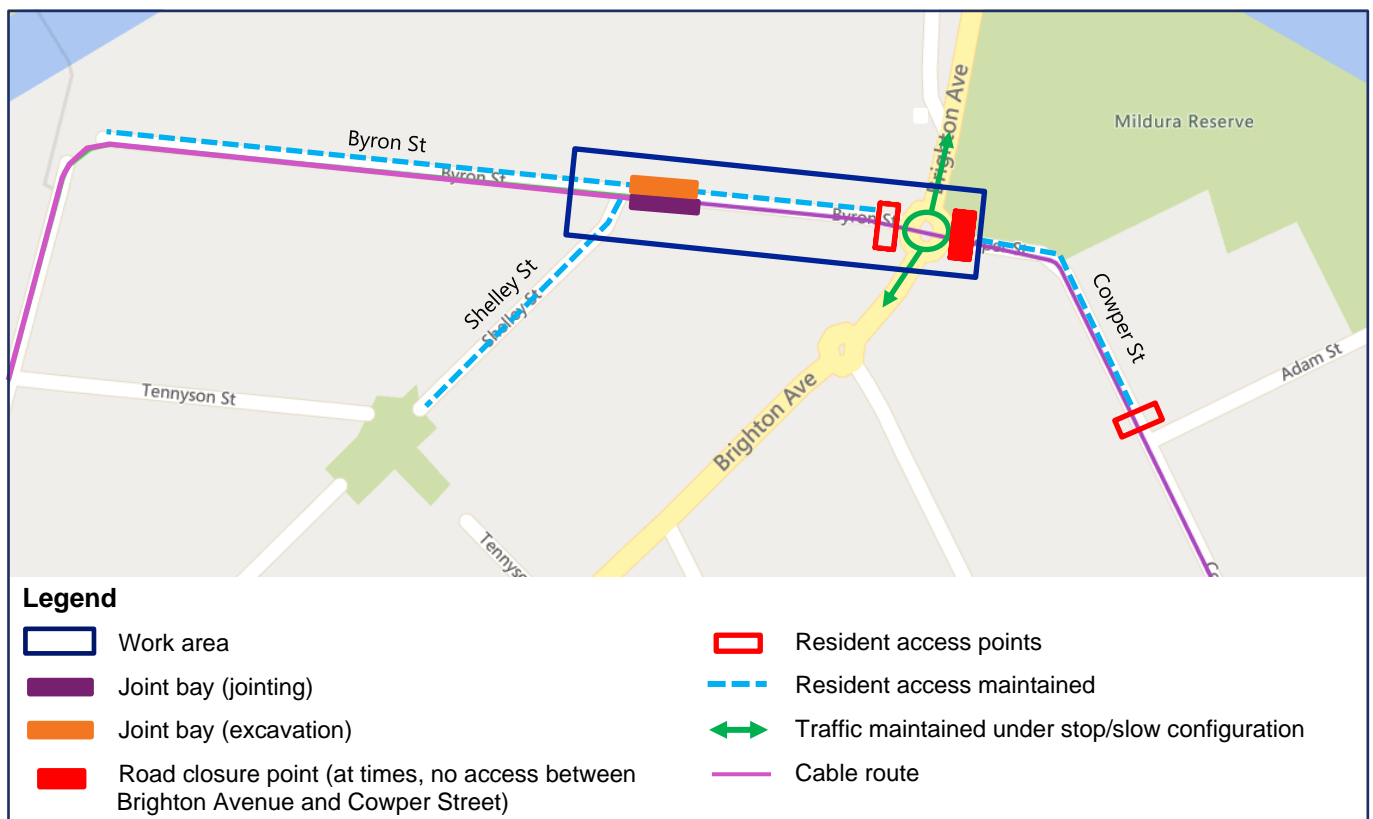 Brighton Ave
Mildura Reserve
Byron St
Byron St
Byron St
Cowper St
Shelley St
Shelley St
Adam St
Tennyson St
Brighton Ave
Legend
Work area
Resident access points
Joint bay (jointing)
Resident access maintained
Joint bay (excavation)
Traffic maintained under stop/slow configuration
Road closure point (at times, no access between
Brighton Avenue and Cowper Street)
Cable route